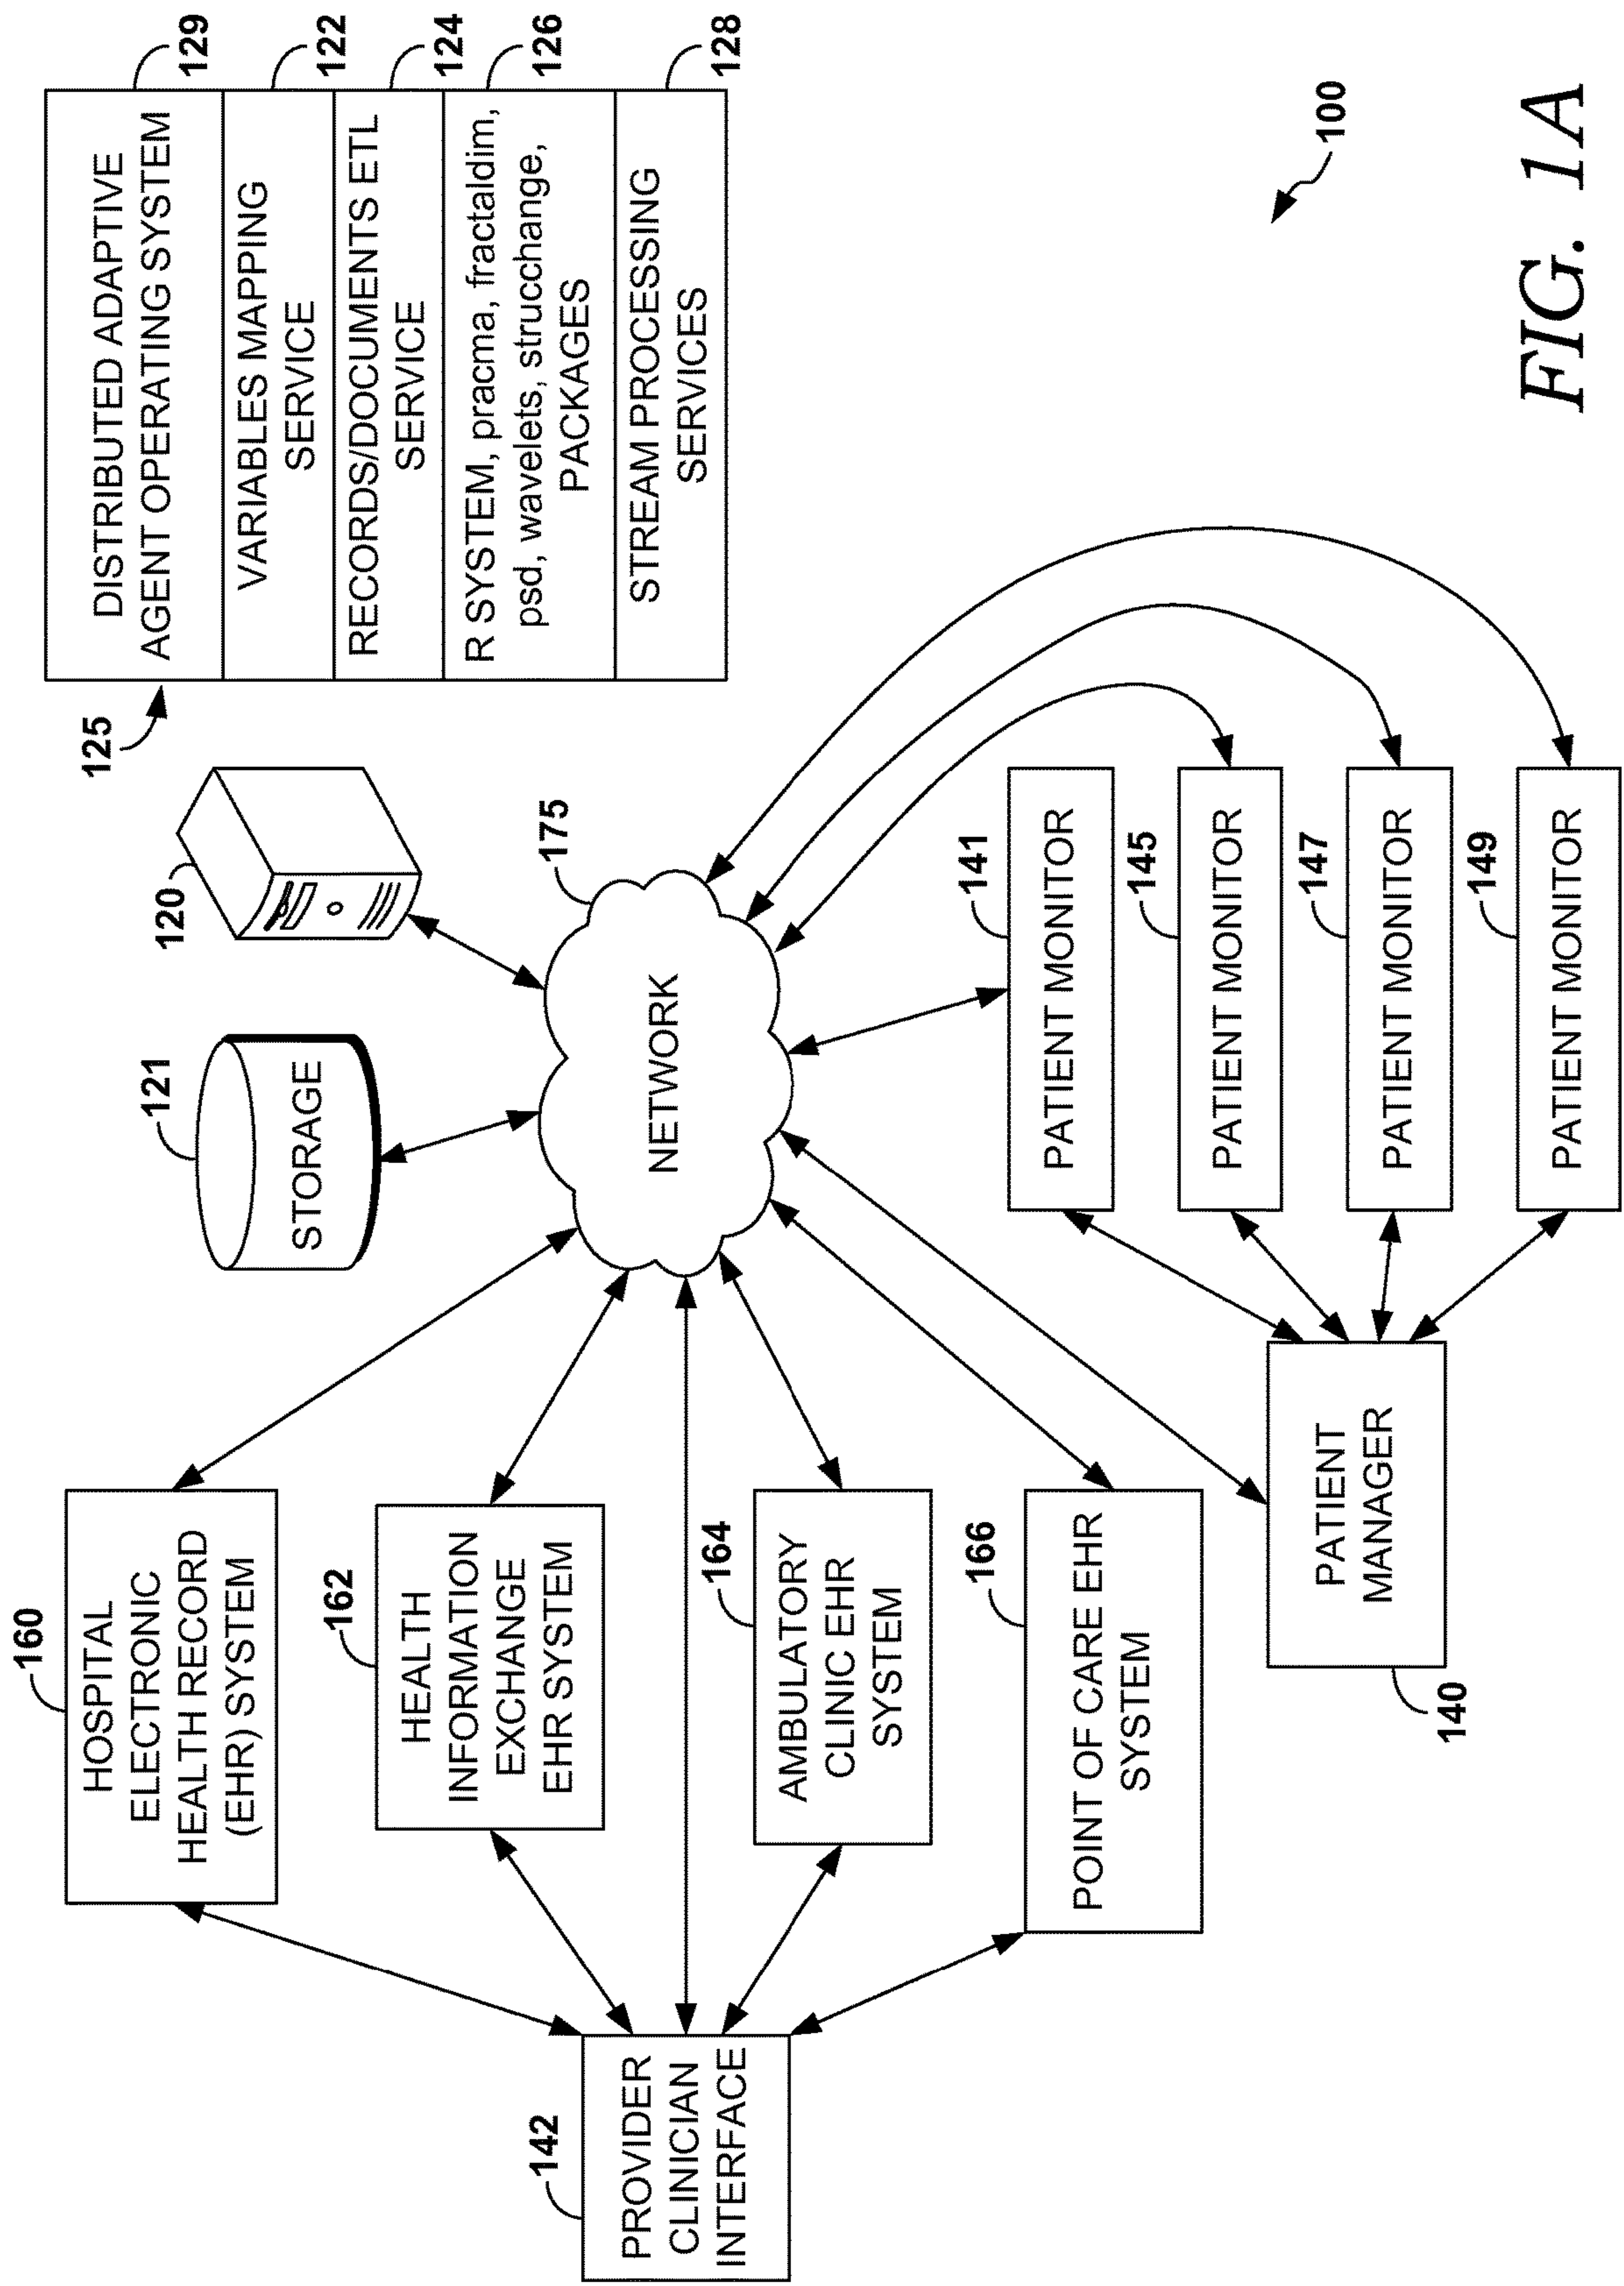 160
HOSPITAL
ELECTRONIC
HEALTH RECORD
(EHR) SYSTEM
162
HEALTH
INFORMATION
EXCHANGE
EHR SYSTEM
164
AMBULATORY
CLINIC EHR
SYSTEM
166
POINT OF CARE EHR
SYSTEM
142
PROVIDER
CLINICIAN
INTERFACE
121
STORAGE
120
175
NETWORK
125
DISTRIBUTED ADAPTIVE
AGENT OPERATING SYSTEM
129
VARIABLES MAPPING
SERVICE
122
RECORDS/DOCUMENTS ETL
SERVICE
124
R SYSTEM, pracma, fractaldim,
psd, wavelets, strucchange,
PACKAGES
126
STREAM PROCESSING
SERVICES
128
141
PATIENT MONITOR
145
PATIENT MONITOR
147
PATIENT MONITOR
149
PATIENT MONITOR
PATIENT
MANAGER
140
100
FIG. 1A